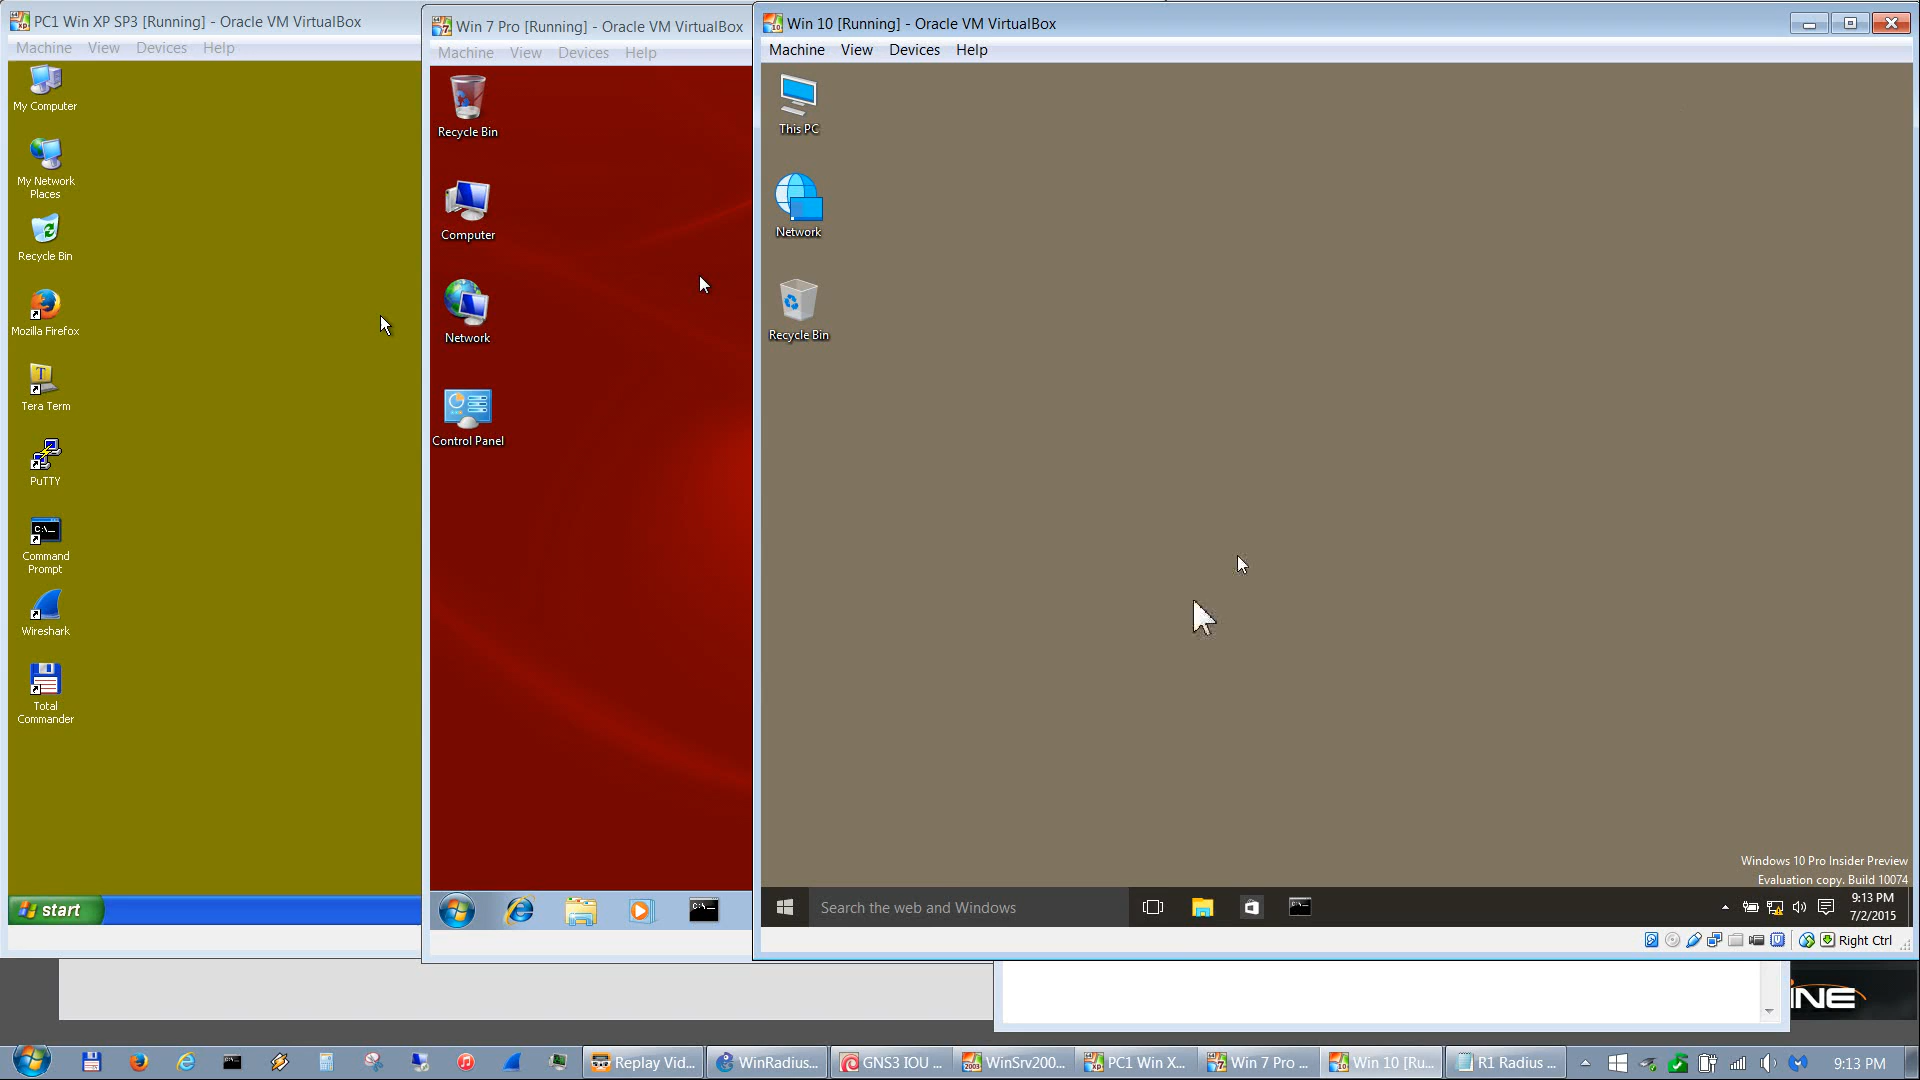 PC1 Win XP SP3 [Running] - Oracle VM VirtualBox
Machine View Devices Help
My Computer
My Network
Places
Recycle Bin
Mozilla Firefox
Tera Term
PuTTY
Command
Prompt
Wireshark
Total
Commander
start
Win 7 Pro [Running] - Oracle VM VirtualBox
Machine View Devices Help
Recycle Bin
Computer
Network
Control Panel
Win 10 [Running] - Oracle VM VirtualBox
Machine View Devices Help
This PC
Network
Recycle Bin
Windows 10 Pro Insider Preview
Evaluation copy. Build 10074
Search the web and Windows
9:13 PM
7/2/2015
Right Ctrl
INE
Replay Vid...
WinRadius...
GNS3 IOU ...
WinSrv200...
PC1 Win X...
Win 7 Pro ...
Win 10 [Ru...
R1 Radius ...
9:13 PM